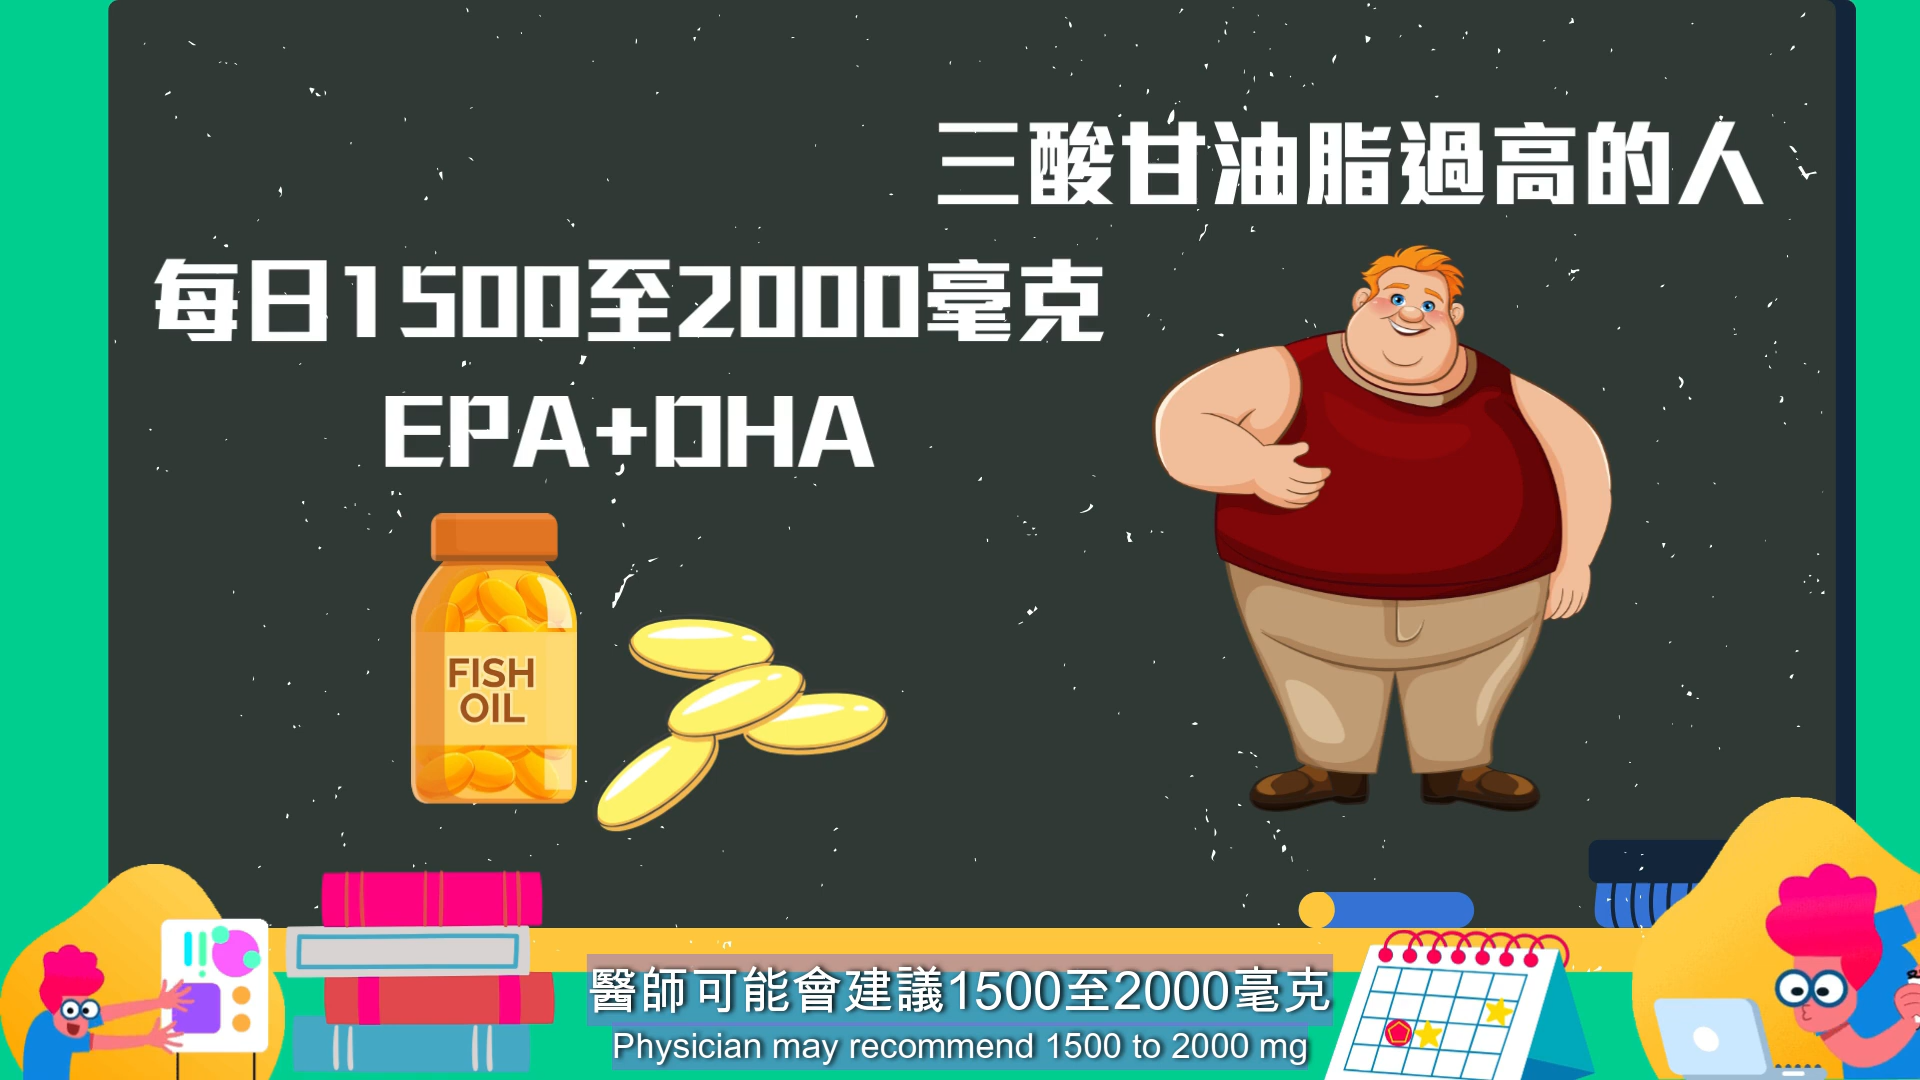 三酸甘油脂過高的人
每日1500至2000毫克
EPA+DHA
FISH
OIL
醫師可能會建議1500至2000毫克
Physician may recommend 1500 to 2000 mg